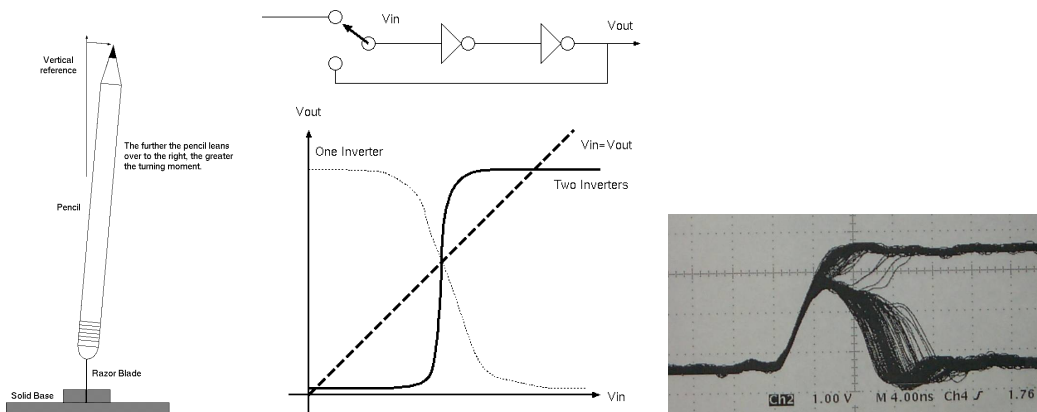 Vertical
reference
The further the pencil leans
over to the right, the greater
the turning moment.
Pencil
Razor Blade
Solid Base
Vin
Vout
Vout
One Inverter
Vin=Vout
Two Inverters
Vin
Ch2 1.00 V M 4.00ns Ch4 1.76